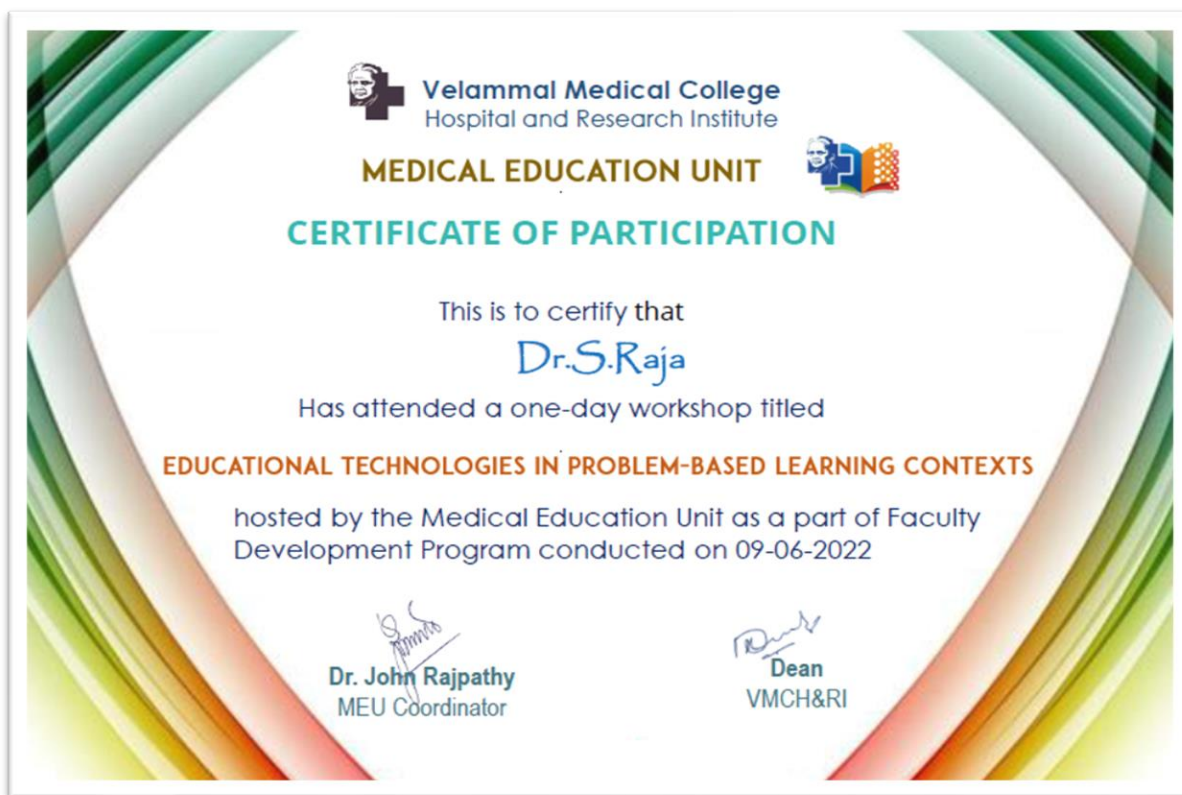 Velammal Medical College
Hospital and Research Institute
MEDICAL EDUCATION UNIT
CERTIFICATE OF PARTICIPATION
This is to certify that
Dr.S.Raja
Has attended a one-day workshop titled
EDUCATIONAL TECHNOLOGIES IN PROBLEM-BASED LEARNING CONTEXTS
hosted by the Medical Education Unit as a part of Faculty
Development Program conducted on 09-06-2022
Dr. John Rajpathy
MEU Coordinator
Dean
VMCH&RI